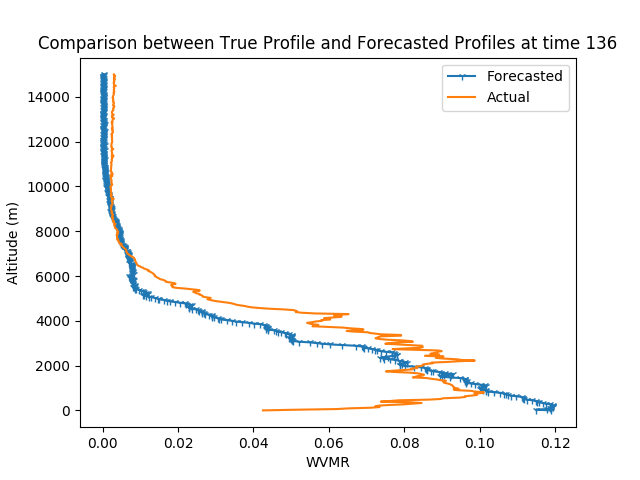 Comparison between True Profile and Forecasted Profiles at time 136
Forecasted
Actual
14000
12000
10000
8000
6000
4000
2000
0
Altitude (m)
0.00 0.02 0.04 0.06 0.08 0.10 0.12
WVMR